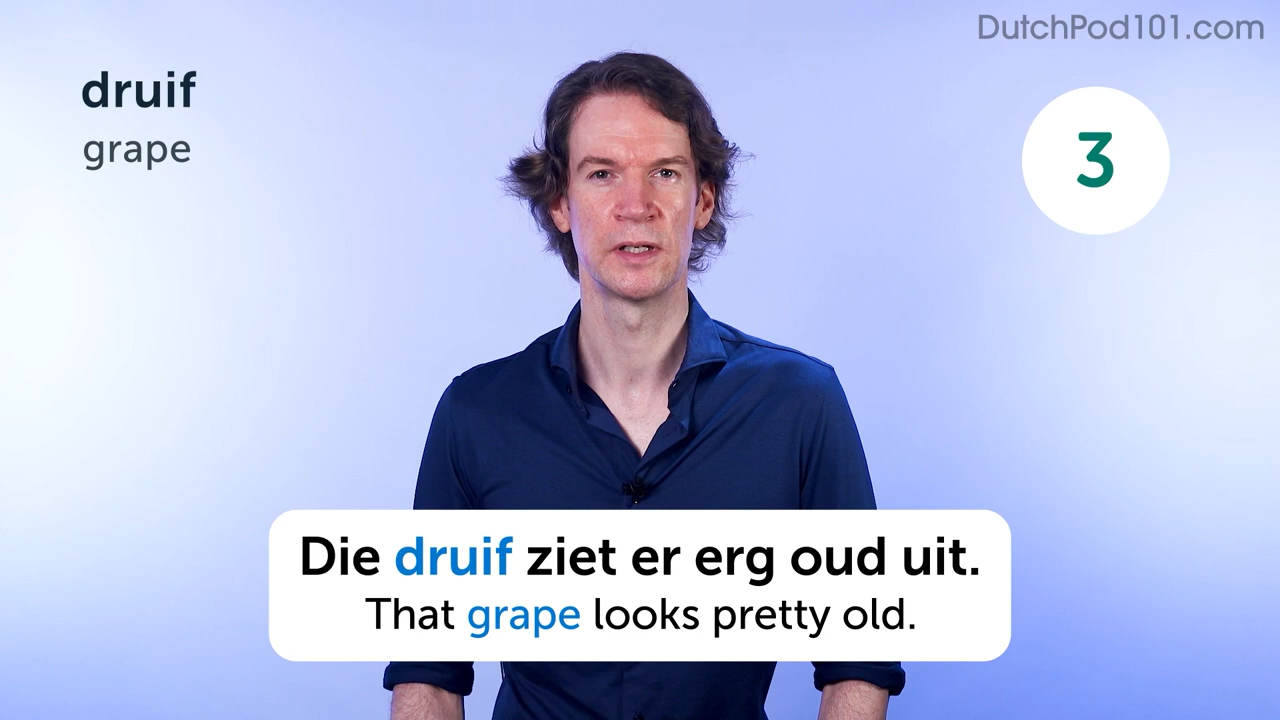 DutchPod101.com
druif
grape
3
Die druif ziet er erg oud uit.
That grape looks pretty old.